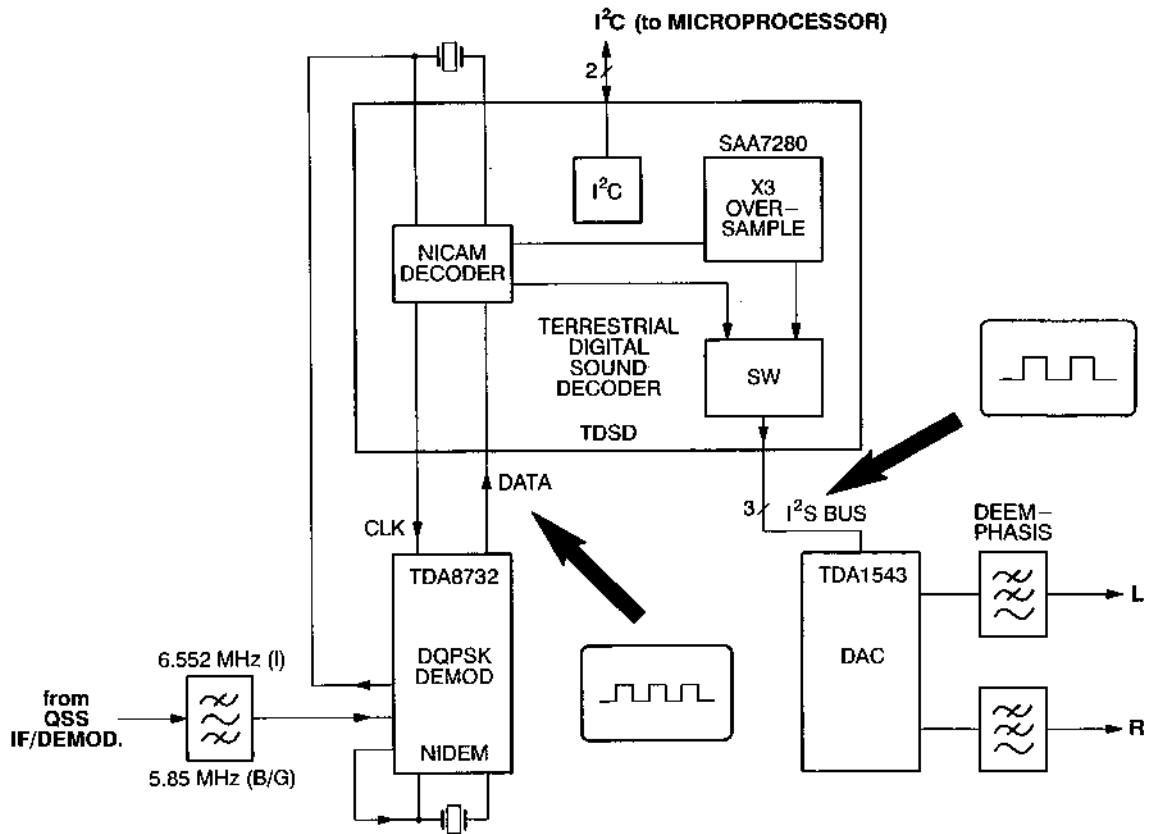 I²C (to MICROPROCESSOR)
2
SAA7280
I²C
X3
OVER-
SAMPLE
NICAM
DECODER
TERRESTRIAL
DIGITAL
SOUND
DECODER
SW
TDSD
DATA
3
I²S BUS
CLK
DEEM-
PHASIS
TDA8732
TDA1543
L
DQPSK
DEMOD
DAC
6.552 MHz (I)
from
QSS
IF/DEMOD.
R
NIDEM
5.85 MHz (B/G)